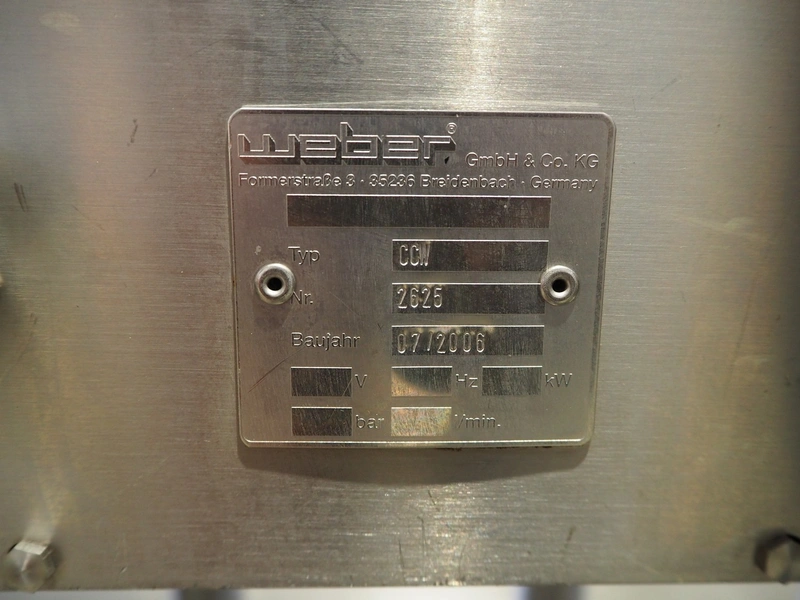 weber® GmbH & Co. KG
Formerstraße 3 · 35236 Breidenbach · Germany
Typ CCW
Nr. 2625
Baujahr 07/2006
V Hz kW
bar l/min.